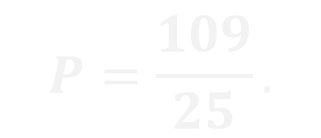 P = 109/25.